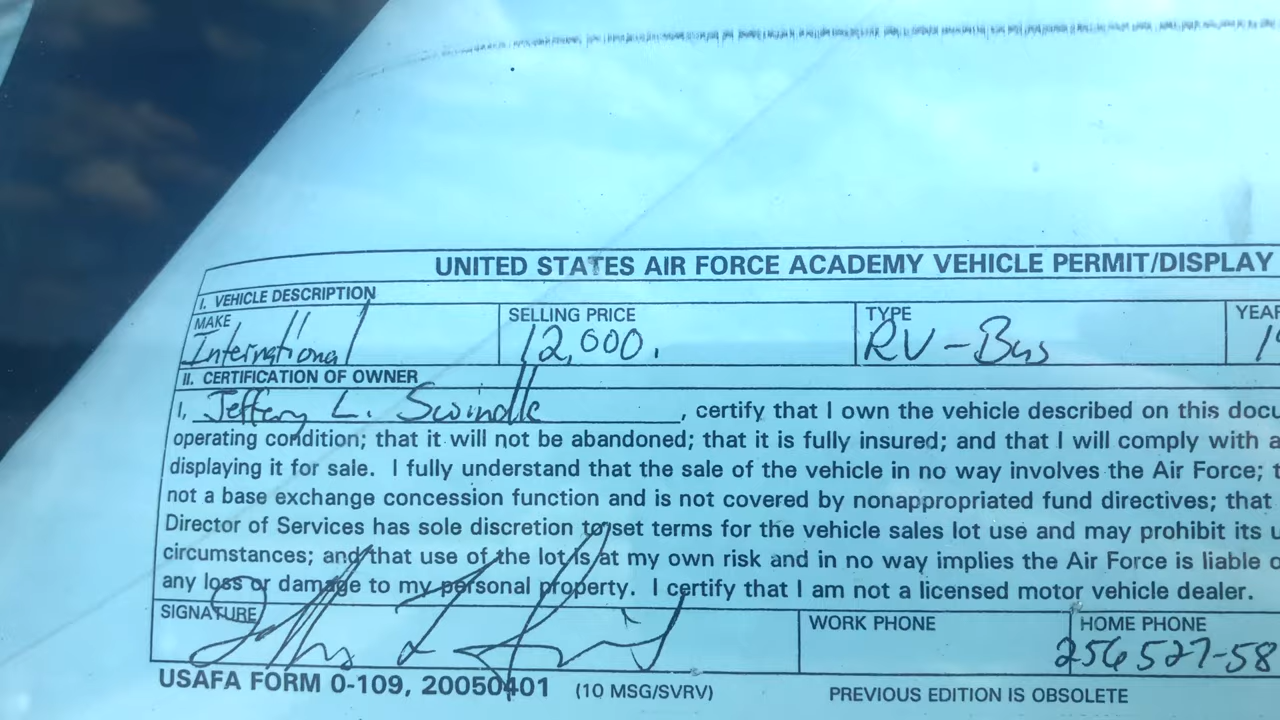 UNITED STATES AIR FORCE ACADEMY VEHICLE PERMIT/DISPLAY
I. VEHICLE DESCRIPTION
MAKE SELLING PRICE TYPE YEAR
International 12,000. RV-Bus 19
II. CERTIFICATION OF OWNER
I, Jeffery L. Swindle, certify that I own the vehicle described on this docu
operating condition; that it will not be abandoned; that it is fully insured; and that I will comply with a
displaying it for sale. I fully understand that the sale of the vehicle in no way involves the Air Force; t
not a base exchange concession function and is not covered by nonappropriated fund directives; that
Director of Services has sole discretion to set terms for the vehicle sales lot use and may prohibit its u
circumstances; and that use of the lot is at my own risk and in no way implies the Air Force is liable o
any loss or damage to my personal property. I certify that I am not a licensed motor vehicle dealer.
SIGNATURE WORK PHONE HOME PHONE
256 527-58
USAFA FORM 0-109, 20050401 (10 MSG/SVRV) PREVIOUS EDITION IS OBSOLETE